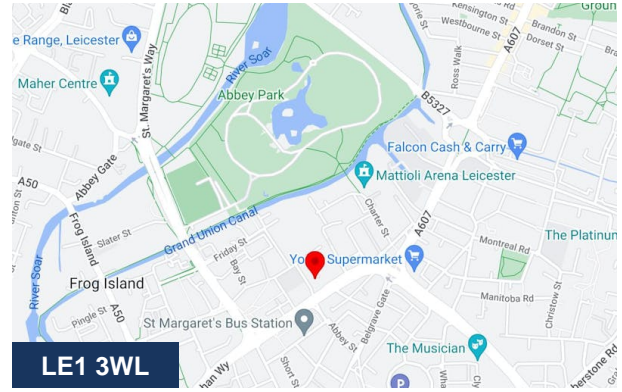 Kensington St
Westbourne St
Brandon St
Dorset St
A607
Ross Walk
e Range, Leicester
Maher Centre
St. Margaret's Way
River Soar
Abbey Park
B5327
Falcon Cash & Carry
Mattioli Arena Leicester
Abbey Gate
A50
Frog Island
Slater St
Grand Union Canal
Charter St
A607
Montreal Rd
The Platinum
Friday St
Bay St
Supermarket
River Soar
Frog Island
A50
Pingle St
Manitoba Rd
Christow St
St Margaret's Bus Station
Abbey St
Belgrave Gate
The Musician
Short St
P
LE1 3WL